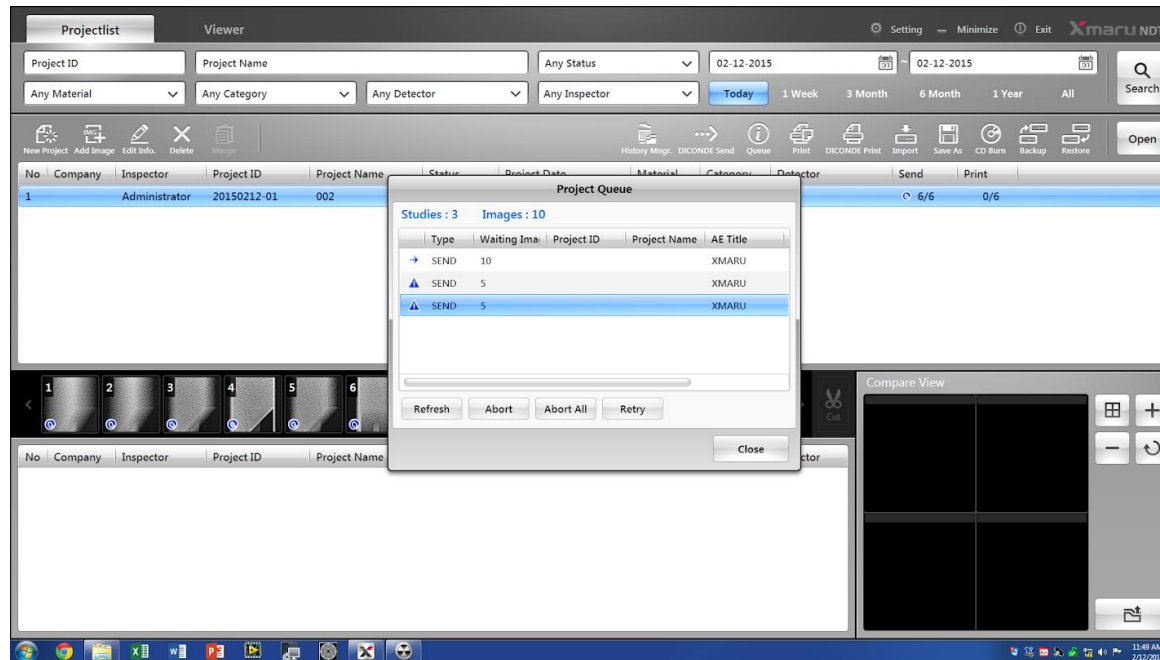 Projectlist Viewer Setting Minimize Exit Xmaru NDT
Project ID Project Name Any Status 02-12-2015 ~ 02-12-2015
Search
Any Material Any Category Any Detector Any Inspector Today 1 Week 3 Month 6 Month 1 Year All
IMG
New Project Add Image Edit Info. Delete Merge History Mngr. DICONDE Send Queue Print DICONDE Print Import Save As CD Burn Backup Restore Open
No Company Inspector Project ID Project Name Status Project Date Material Category Detector Send Print
1 Administrator 20150212-01 002 6/6 0/6
Project Queue
Studies : 3 Images : 10
Type Waiting Ima Project ID Project Name AE Title
SEND 10 XMARU
SEND 5 XMARU
SEND 5 XMARU
Refresh Abort Abort All Retry
Close
1 2 3 4 5 6
Cut
Compare View
No Company Inspector Project ID Project Name ctor
11:49 AM
2/12/201